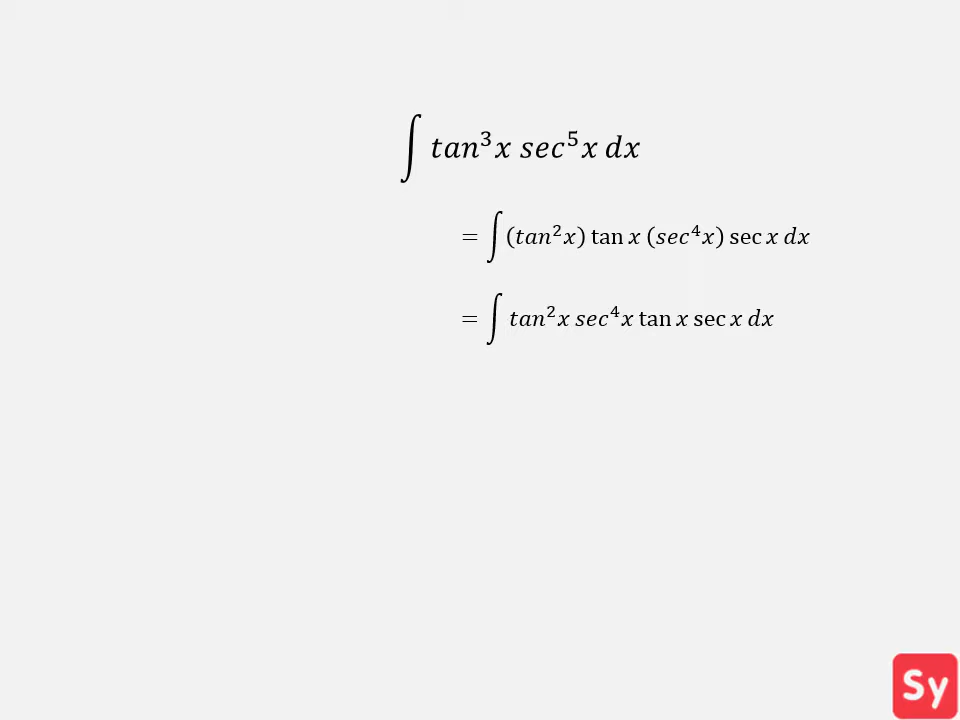 ∫ tan³x sec⁵x dx
= ∫ (tan²x) tan x (sec⁴x) sec x dx
= ∫ tan²x sec⁴x tan x sec x dx
Sy